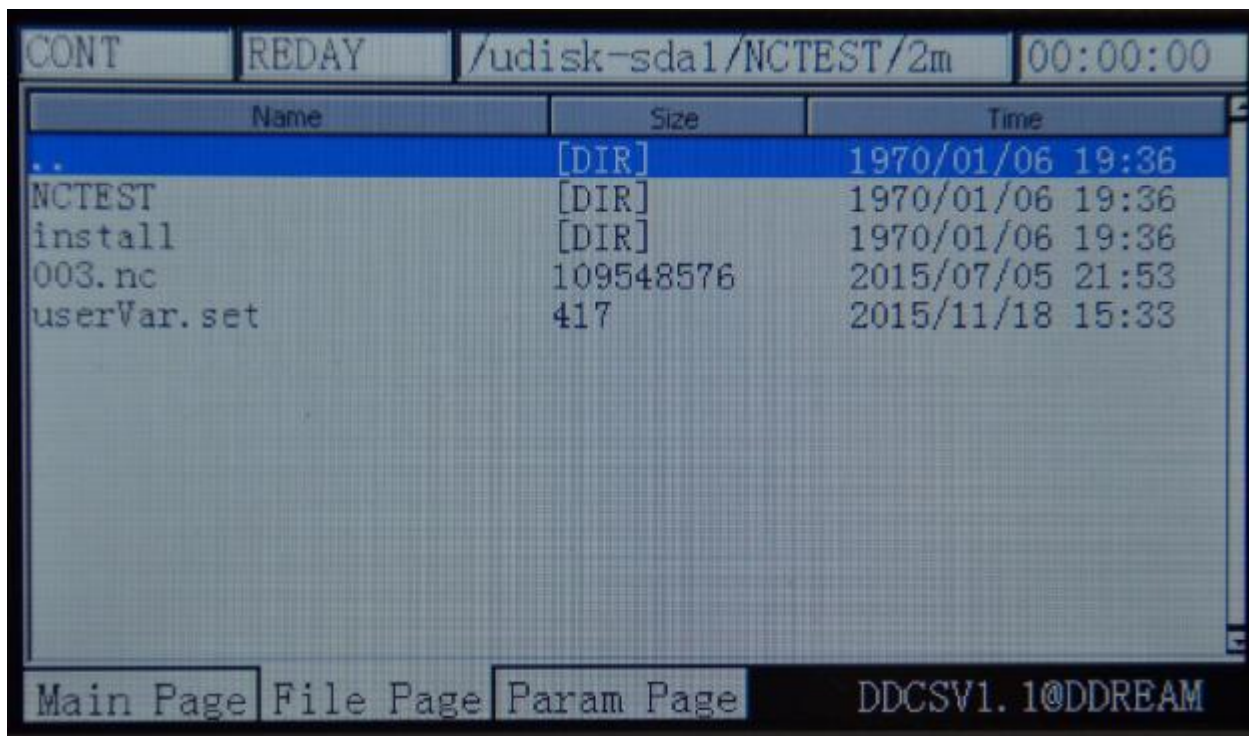 CONT REDAY /udisk-sda1/NCTEST/2m 00:00:00
Name Size Time
.. [DIR] 1970/01/06 19:36
NCTEST [DIR] 1970/01/06 19:36
install [DIR] 1970/01/06 19:36
003.nc 109548576 2015/07/05 21:53
userVar.set 417 2015/11/18 15:33
Main Page File Page Param Page DDCSV1.1@DDREAM